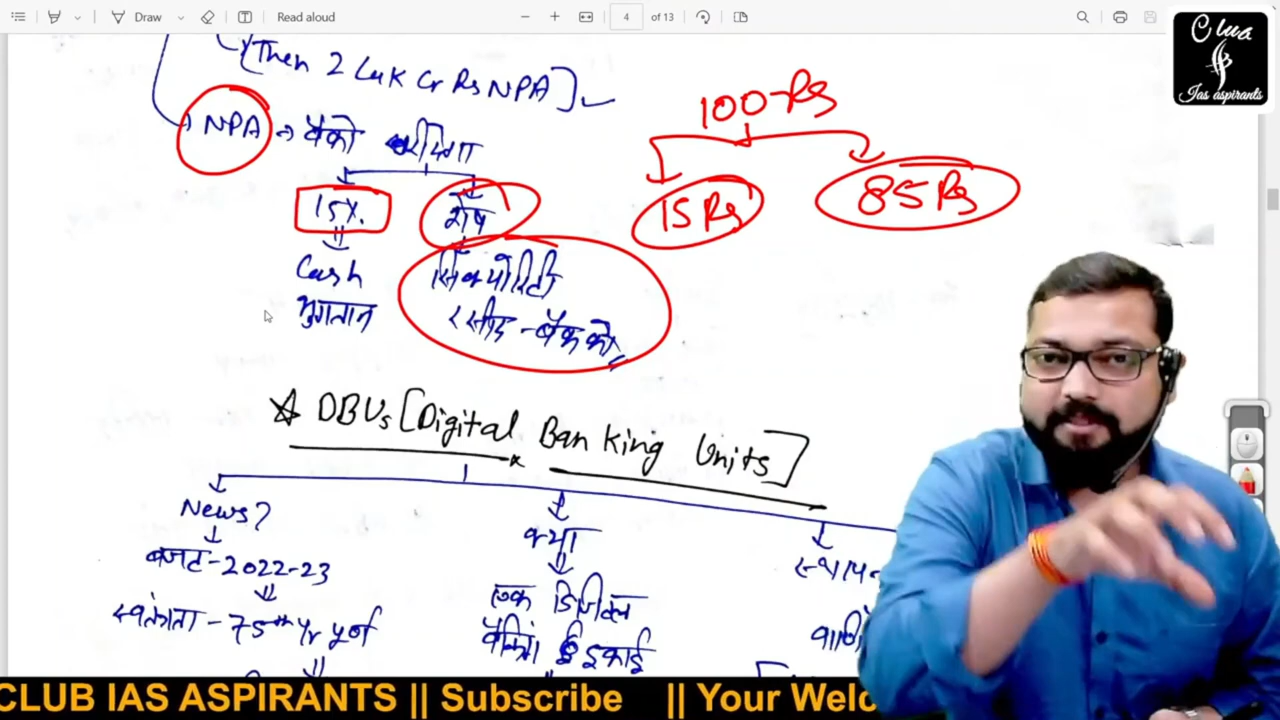 Draw
Read aloud
4 of 13
Clua
Ias aspirants
[Then 2 Luk Cr Rs NPA]
100-Rs
NPA → बैंको
15%. शेष
15 Rs 85 Rs
Cash
भुगतान
सिक्योरिटी
रसीद - बैंक को
☆ DBUs [Digital Banking Units]
News?
बजट-2022-23
स्वतंत्रता - 75th Yr y of
क्या
एक डिजिटल
बैंकिंग ई इकाई
CLUB IAS ASPIRANTS || Subscribe || Your Welc